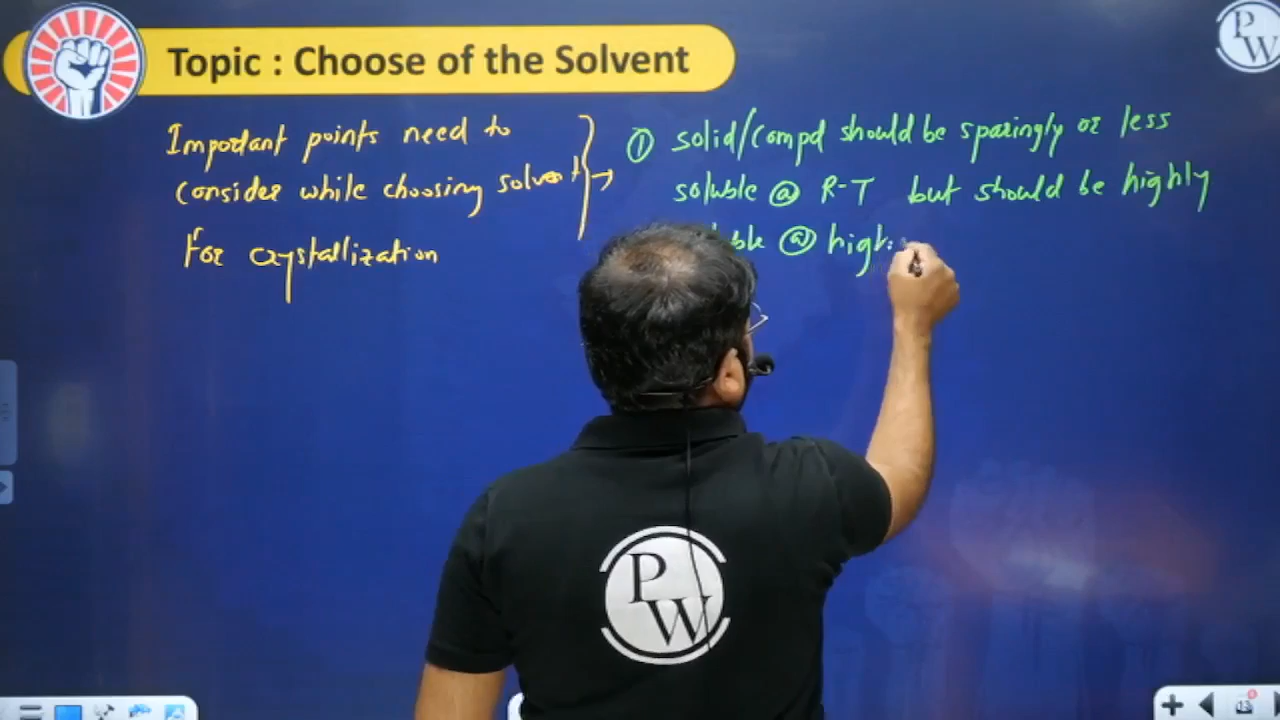 Topic : Choose of the Solvent
PW
Important points need to
Consider while choosing solvent
For crystallization
① solid/compd should be sparingly or less
soluble @ R-T but should be highly
@ high
PW
13